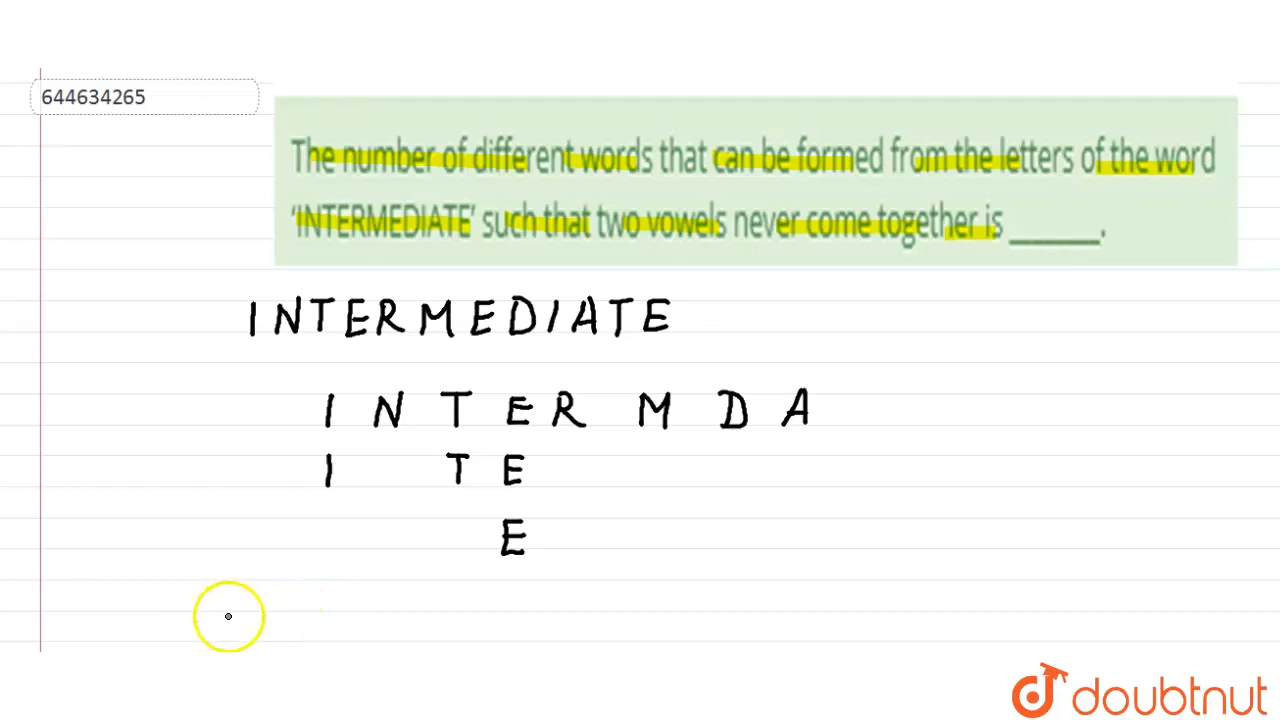 644634265
The number of different words that can be formed from the letters of the word
‘INTERMEDIATE’ such that two vowels never come together is ______.
INTERMEDIATE
I N T E R M D A
I T E
E
doubtnut